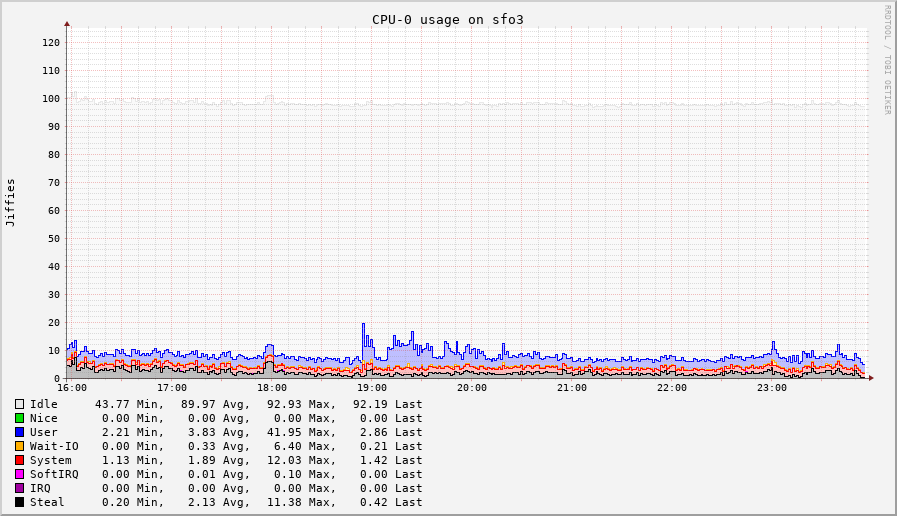 CPU-0 usage on sfo3
RRDTOOL / TOBI OETIKER
Jiffies
120
110
100
90
80
70
60
50
40
30
20
10
0
16:00 17:00 18:00 19:00 20:00 21:00 22:00 23:00
Idle 43.77 Min, 89.97 Avg, 92.93 Max, 92.19 Last
Nice 0.00 Min, 0.00 Avg, 0.00 Max, 0.00 Last
User 2.21 Min, 3.83 Avg, 41.95 Max, 2.86 Last
Wait-IO 0.00 Min, 0.33 Avg, 6.40 Max, 0.21 Last
System 1.13 Min, 1.89 Avg, 12.03 Max, 1.42 Last
SoftIRQ 0.00 Min, 0.01 Avg, 0.10 Max, 0.00 Last
IRQ 0.00 Min, 0.00 Avg, 0.00 Max, 0.00 Last
Steal 0.20 Min, 2.13 Avg, 11.38 Max, 0.42 Last